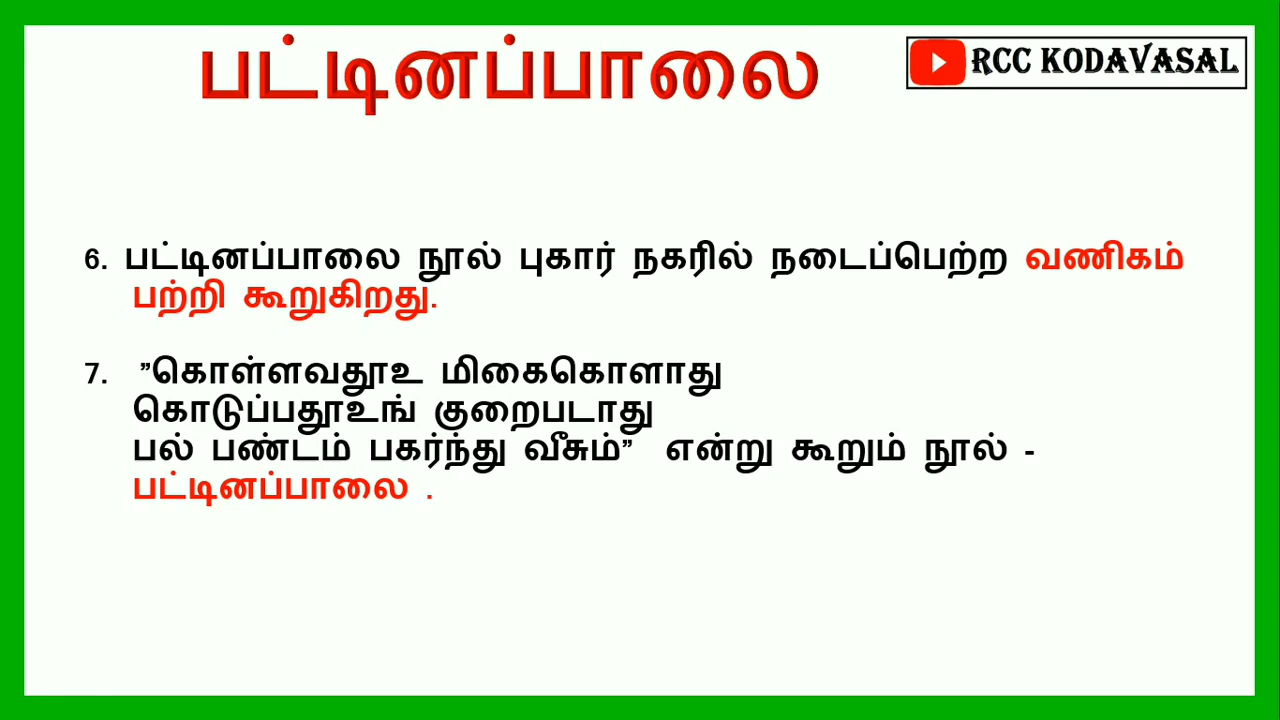 பட்டினப்பாலை
RCC KODAVASAL
6. பட்டினப்பாலை நூல் புகார் நகரில் நடைப்பெற்ற வணிகம்
பற்றி கூறுகிறது.
7. ”கொள்ளவதூஉ மிகைகொளாது
கொடுப்பதூஉங் குறைபடாது
பல் பண்டம் பகர்ந்து வீசும்” என்று கூறும் நூல் -
பட்டினப்பாலை .